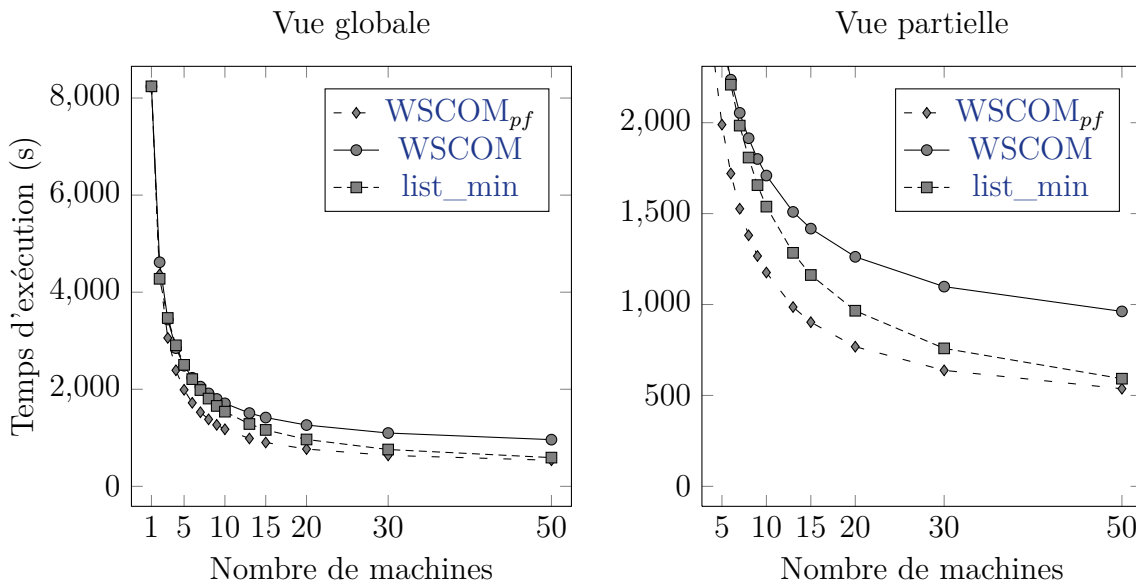 Vue globale
8,000
6,000
4,000
2,000
0
Temps d'exécution (s)
1 5 10 15 20 30 50
Nombre de machines
WSCOMpf
WSCOM
list_min
Vue partielle
2,000
1,500
1,000
500
0
5 10 15 20 30 50
Nombre de machines
WSCOMpf
WSCOM
list_min